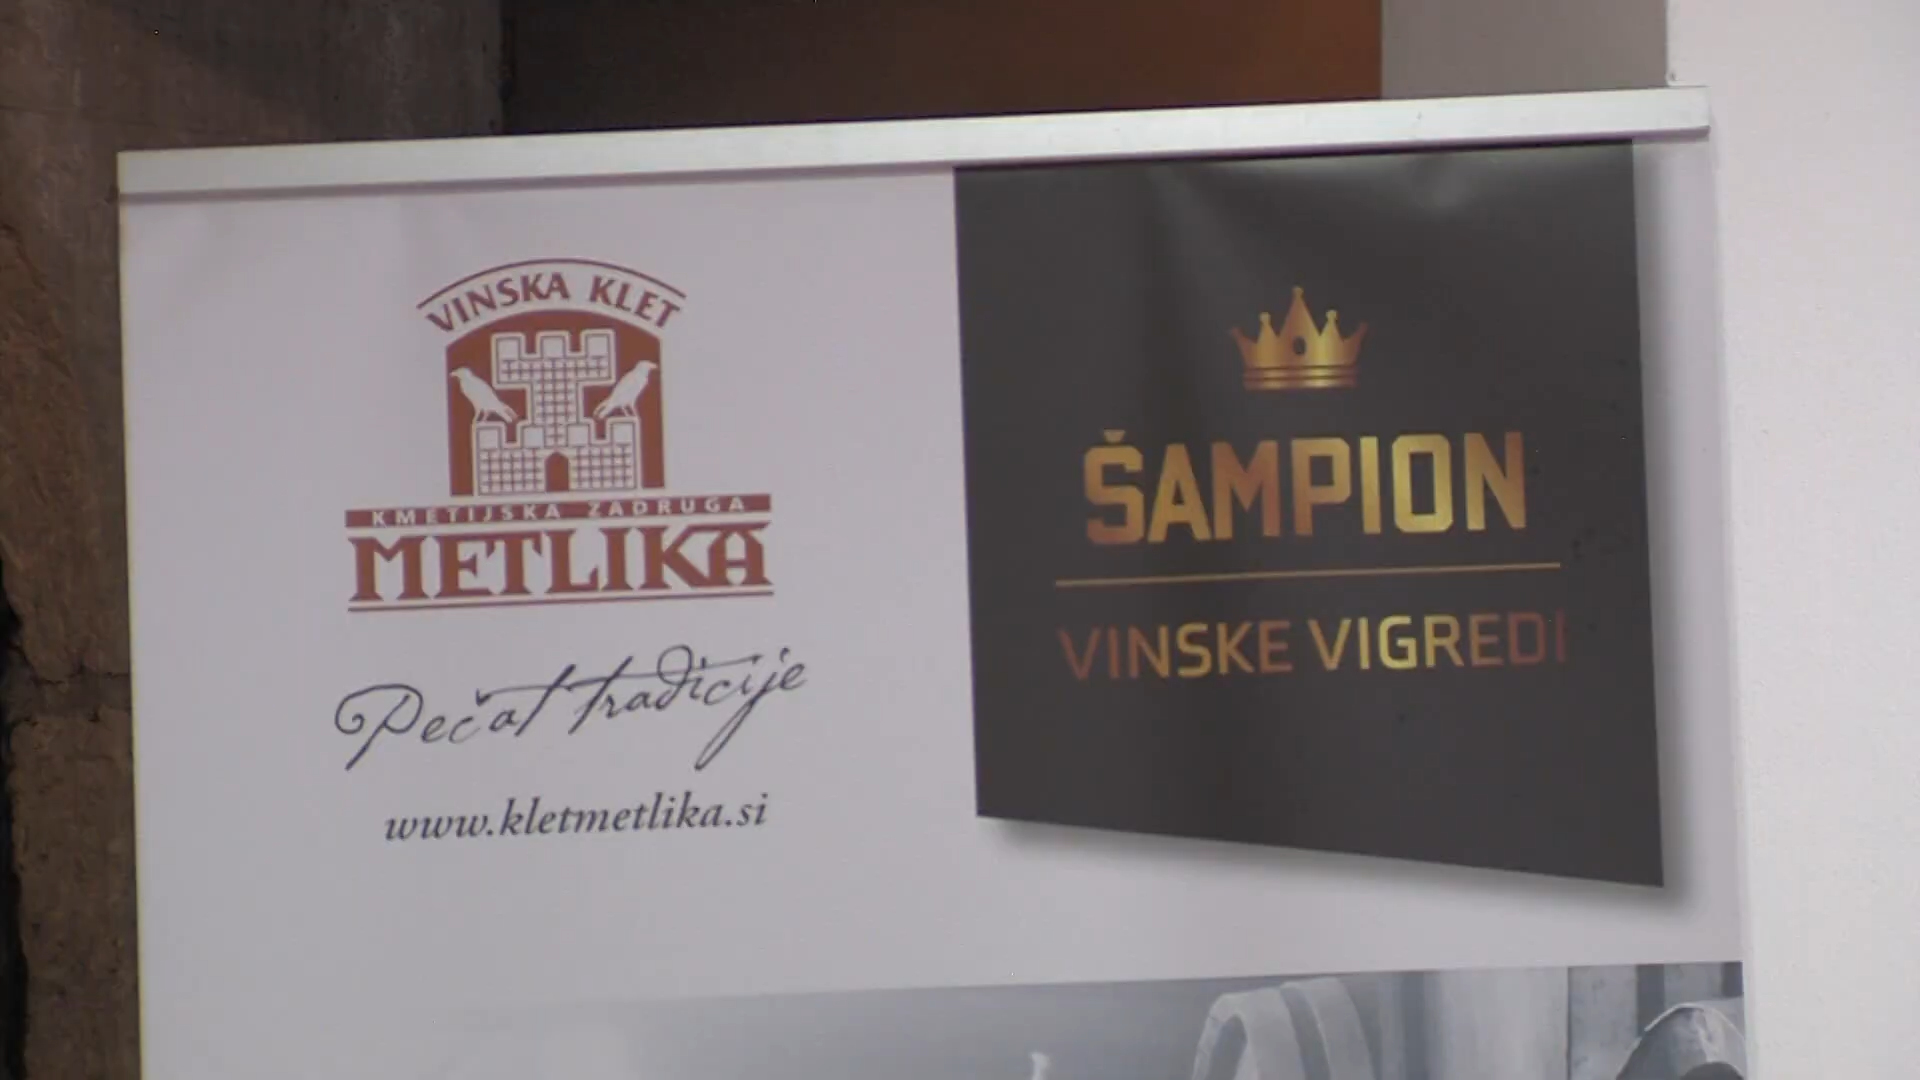 VINSKA KLET
KMETIJSKA ZADRUGA
METLIKA
Pečat tradicije
www.kletmetlika.si
ŠAMPION
VINSKE VIGREDI